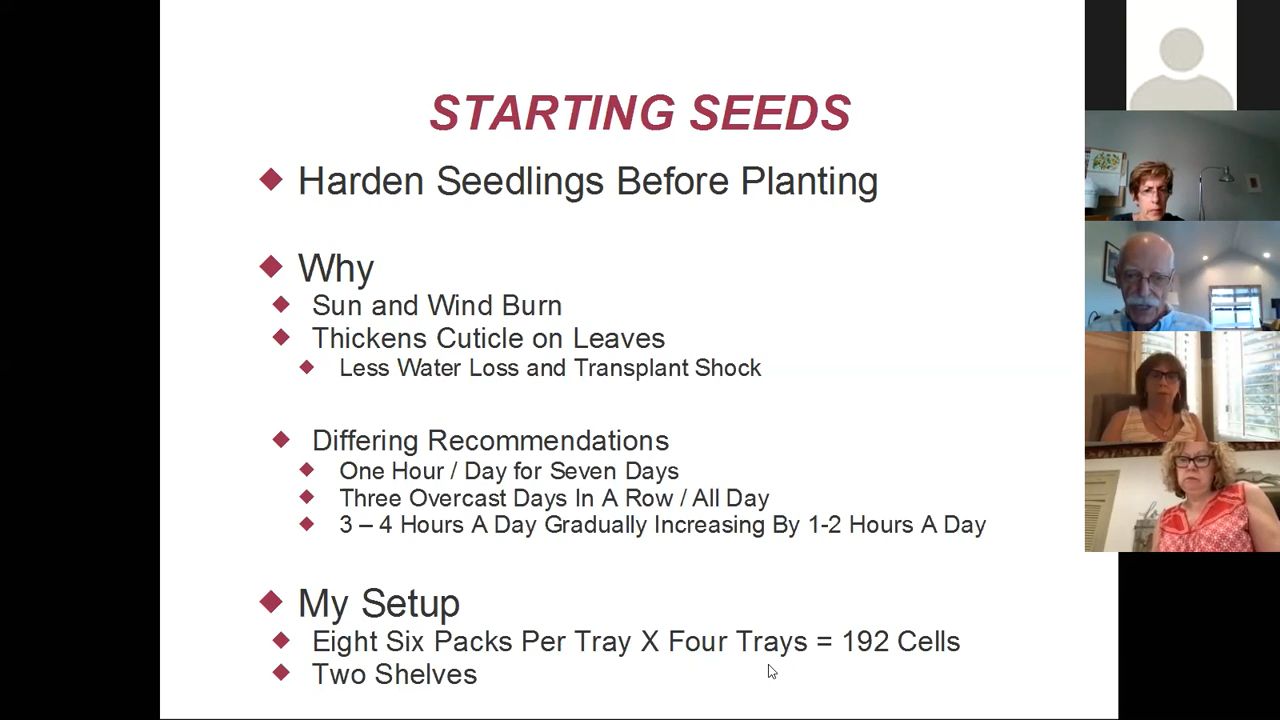 STARTING SEEDS
Harden Seedlings Before Planting
Why
Sun and Wind Burn
Thickens Cuticle on Leaves
Less Water Loss and Transplant Shock
Differing Recommendations
One Hour / Day for Seven Days
Three Overcast Days In A Row / All Day
3 – 4 Hours A Day Gradually Increasing By 1-2 Hours A Day
My Setup
Eight Six Packs Per Tray X Four Trays = 192 Cells
Two Shelves